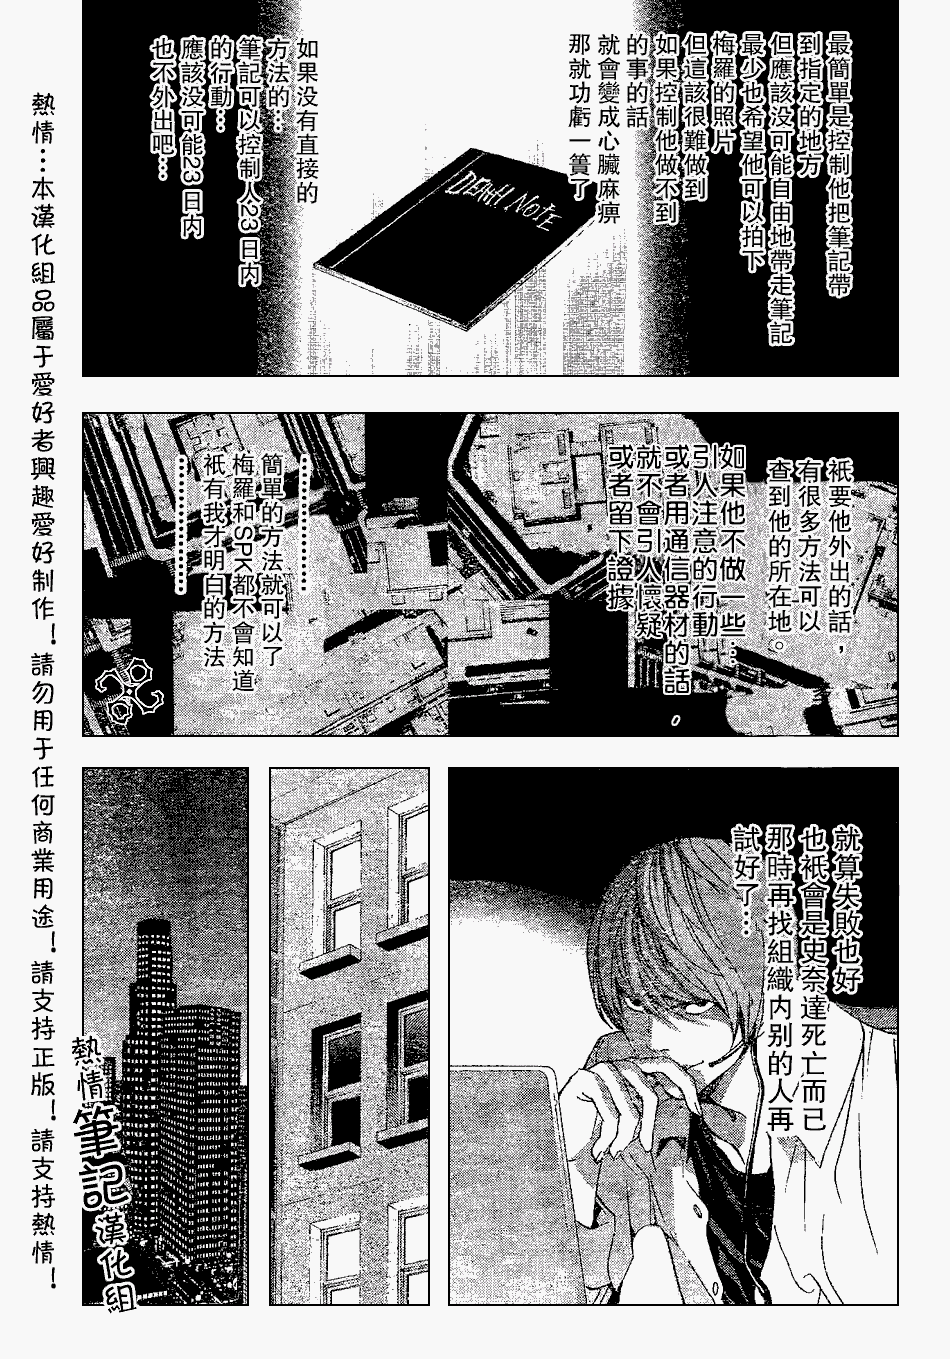 最簡單是控制他把筆記帶
到指定的地方
但應該没可能自由地帶走筆記
最少也希望他可以拍下
梅羅的照片
但這該很難做到
如果控制他做不到
的事的話
就會變成心臟麻痹
那就功虧一簣了
DEATH NOTE
如果没有直接的
方法的…
筆記可以控制人23日内
的行動…
應該没可能23日内
也不外出吧…
衹要他外出的話，
有很多方法可以
查到他的所在地。
如果他不做一些…
引人注意的行動
或者用通信器材的話
就不會引人懷疑
或者留下證據。
…………
簡單的方法就可以了
梅羅和SPK都不會知道
衹有我才明白的方法
…………
就算失敗也好
也衹會是史奈達死亡而已
那時再找組織内别的人再
試好了…
熱情筆記漢化組
熱情…本漢化組品屬于愛好者興趣愛好制作！請勿用于任何商業用途！請支持正版！請支持熱情！